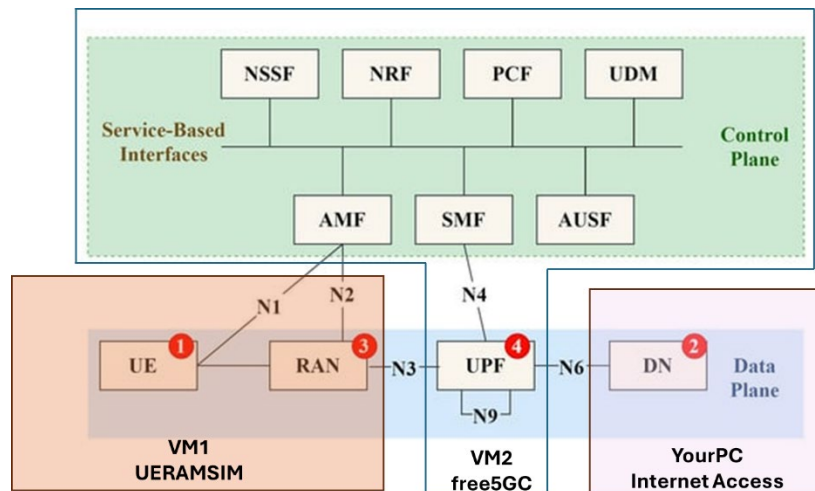 NSSF
NRF
PCF
UDM
Service-Based
Interfaces
Control
Plane
AMF
SMF
AUSF
N1
N2
N4
UE
1
RAN
3
N3
UPF
4
N6
DN
2
Data
Plane
N9
VM1
UERAMSIM
VM2
free5GC
YourPC
Internet Access